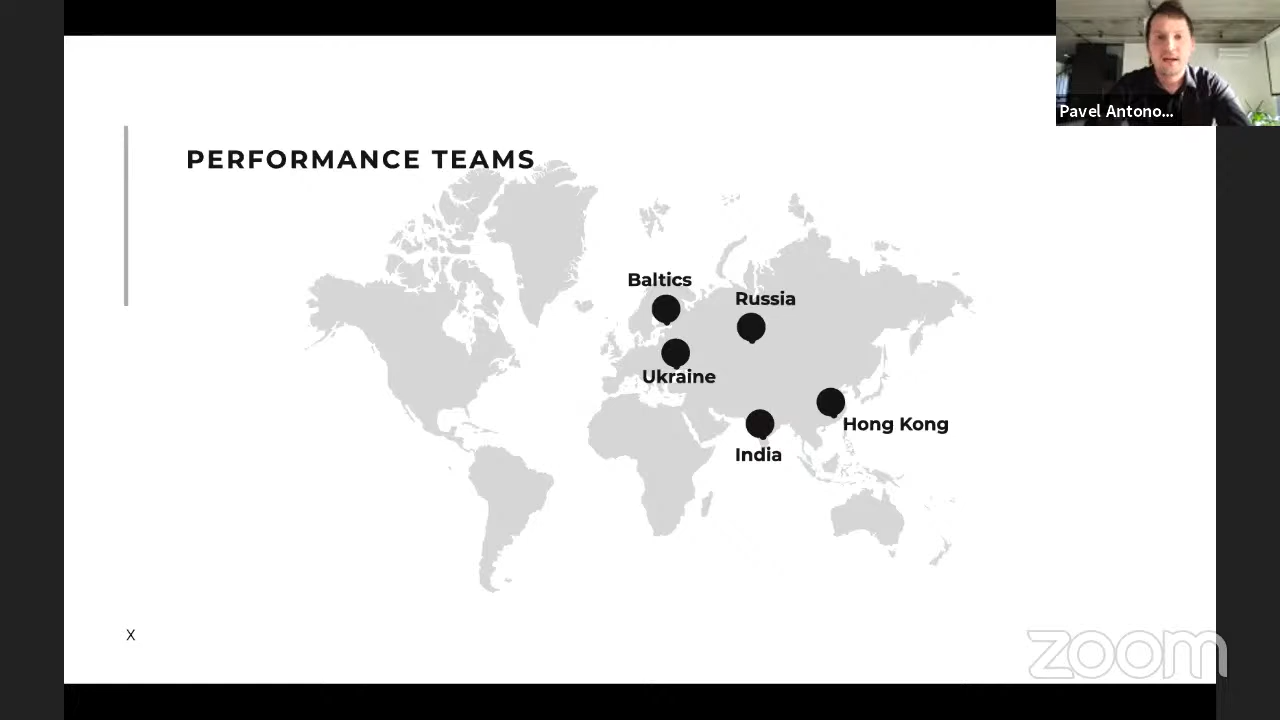 Pavel Antono...
PERFORMANCE TEAMS
Baltics
Russia
Ukraine
Hong Kong
India
X
zoom